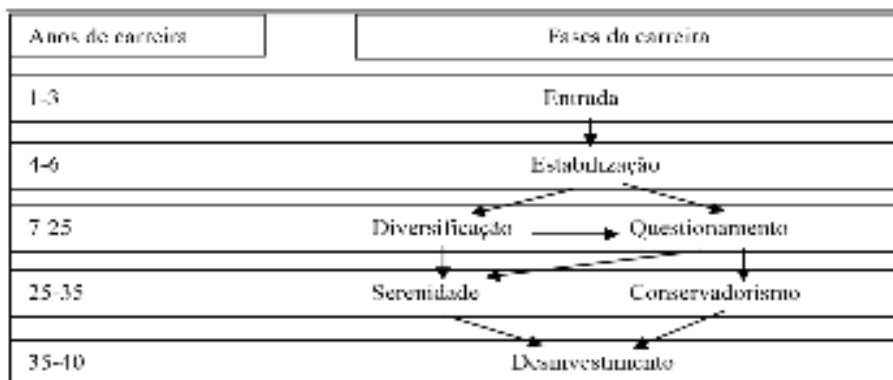 Anos de carreira Fases da carreira
1-3 Entrada
4-6 Estabilização
7-25 Diversificação Questionamento
25-35 Serenidade Conservadorismo
35-40 Desinvestimento